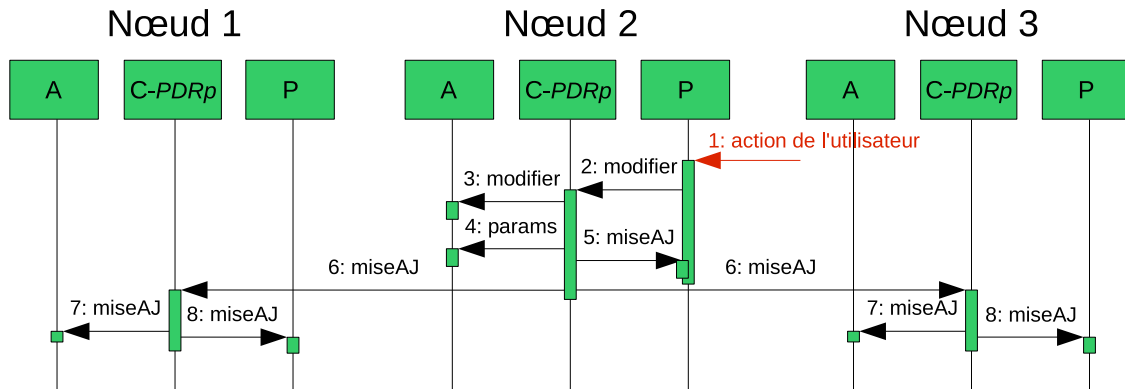 Nœud 1 Nœud 2 Nœud 3
A C-PDRp P A C-PDRp P A C-PDRp P
1: action de l'utilisateur
2: modifier
3: modifier
4: params
5: miseAJ
6: miseAJ 6: miseAJ
7: miseAJ 8: miseAJ 7: miseAJ 8: miseAJ